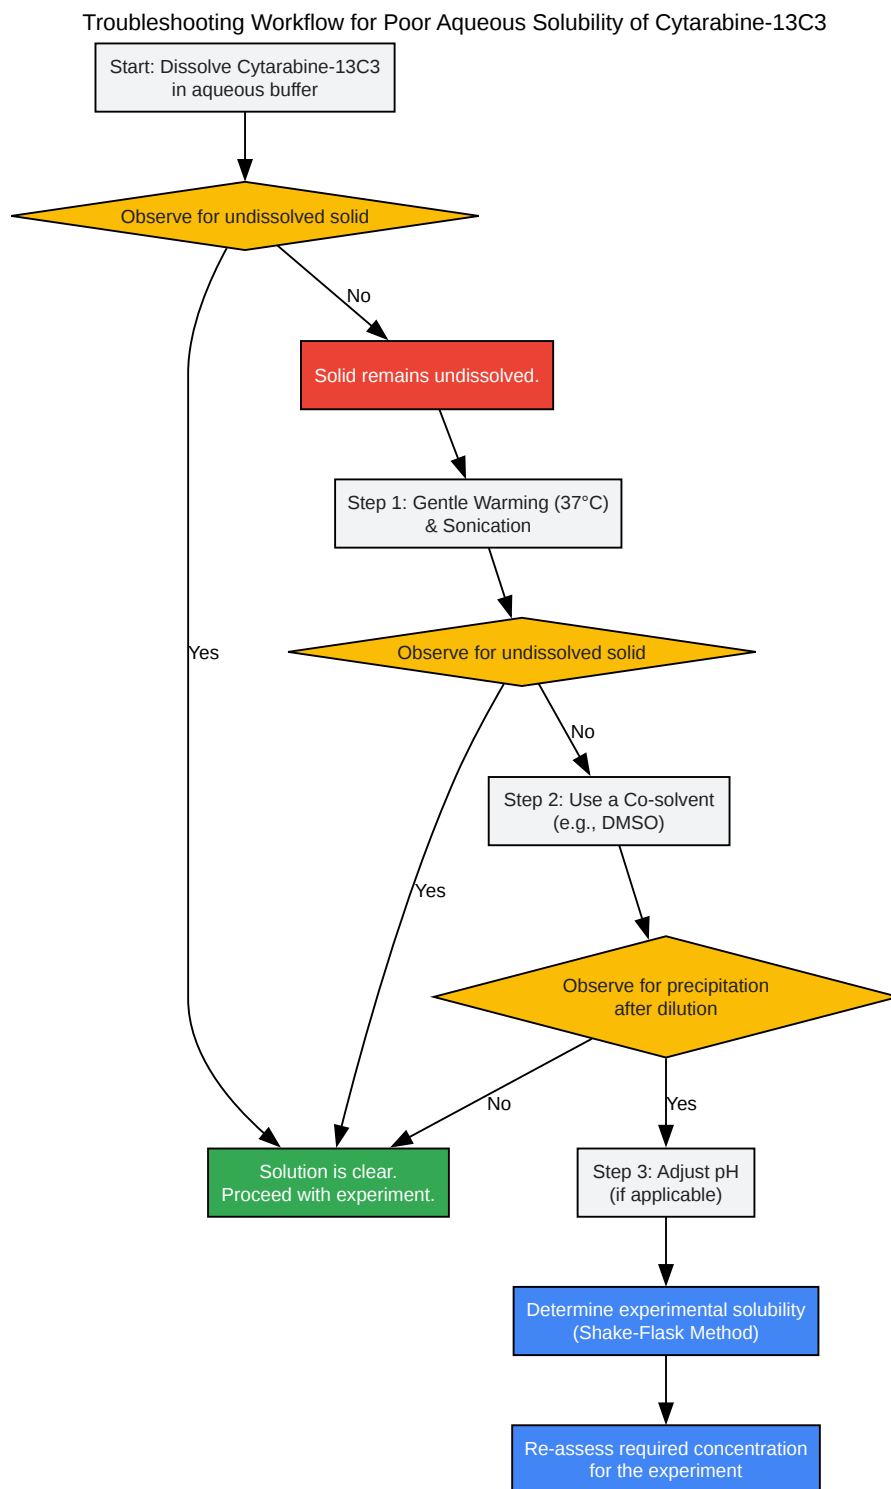 Troubleshooting Workflow for Poor Aqueous Solubility of Cytarabine-13C3
Start: Dissolve Cytarabine-13C3
in aqueous buffer
Observe for undissolved solid
No
Solid remains undissolved.
Step 1: Gentle Warming (37°C)
& Sonication
Yes
Observe for undissolved solid
No
Step 2: Use a Co-solvent
(e.g., DMSO)
Yes
Observe for precipitation
after dilution
No
Yes
Solution is clear.
Proceed with experiment.
Step 3: Adjust pH
(if applicable)
Determine experimental solubility
(Shake-Flask Method)
Re-assess required concentration
for the experiment